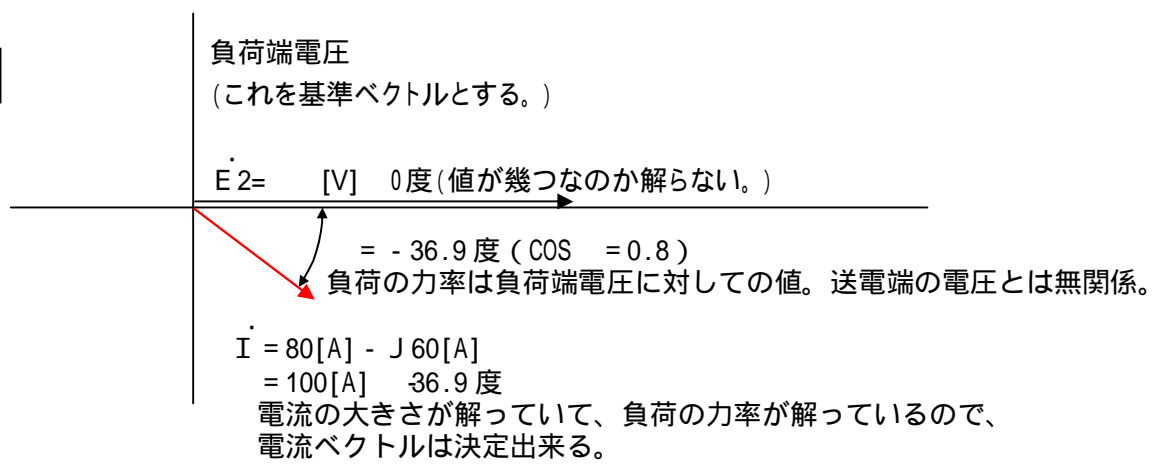 負荷端電圧
(これを基準ベクトルとする。)
Ė2= [V] 0度(値が幾つなのか解らない。)
= -36.9度(COS =0.8)
負荷の力率は負荷端電圧に対しての値。送電端の電圧とは無関係。
İ =80[A] - J60[A]
=100[A] -36.9度
電流の大きさが解っていて、負荷の力率が解っているので、
電流ベクトルは決定出来る。